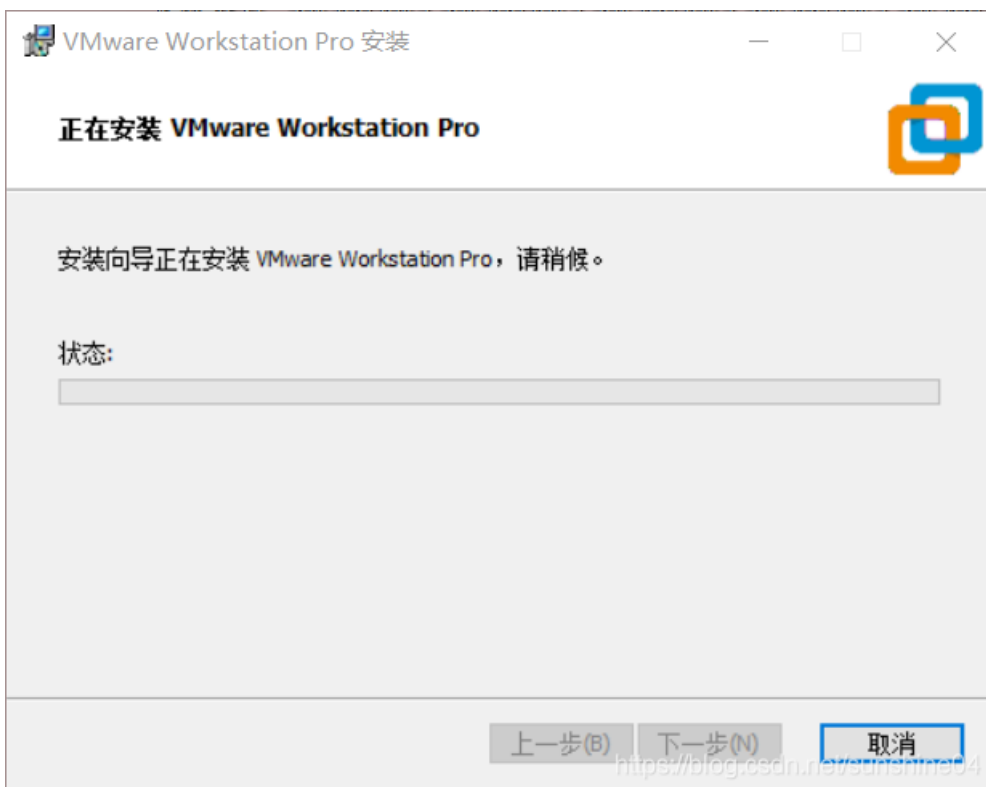 VMware Workstation Pro 安装
正在安装 VMware Workstation Pro
安装向导正在安装 VMware Workstation Pro，请稍候。
状态:
上一步(B) 下一步(N) 取消
https://blog.csdn.net/sunshine04